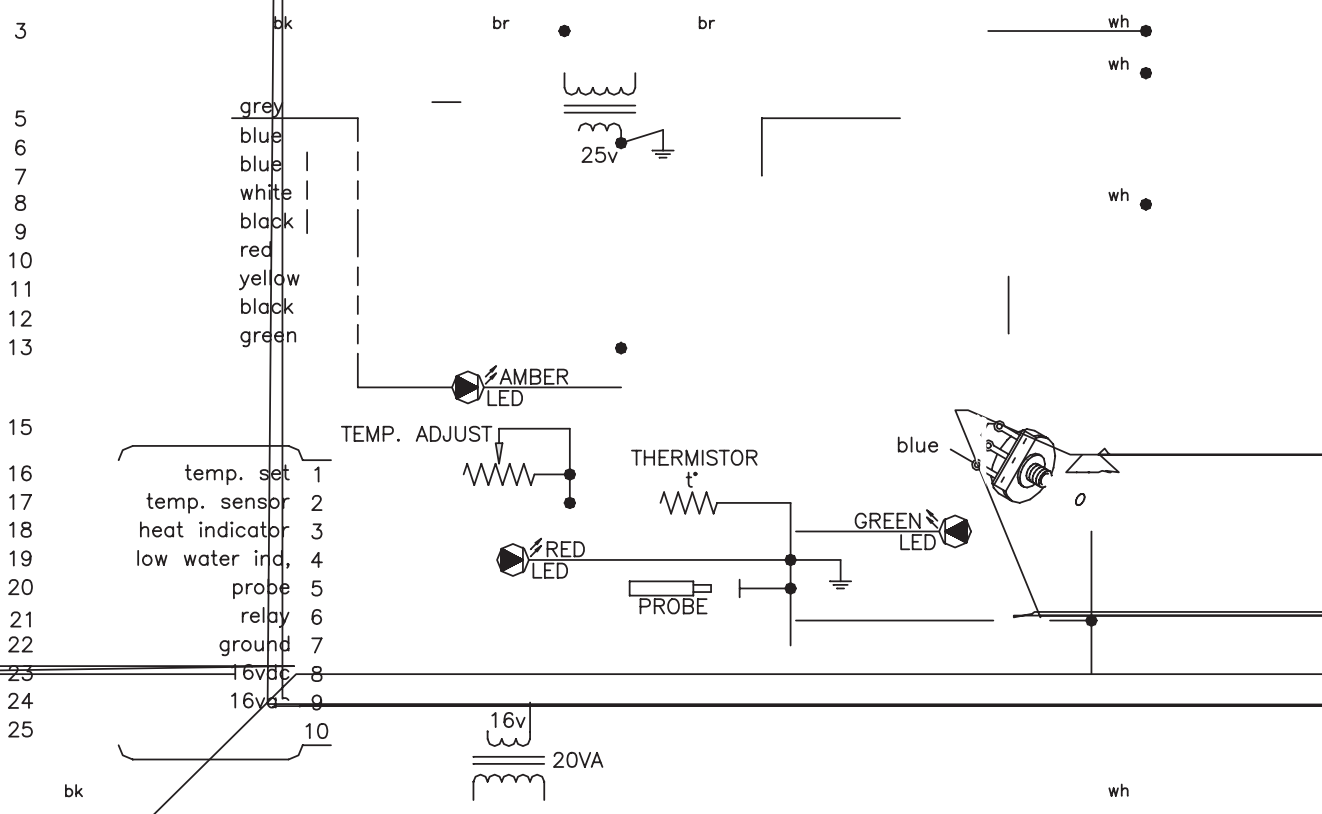 3 bk br br wh
wh
grey
5
blue
6 25v
blue
7
white
8 wh
black
9
red
10
yellow
11
black
12
green
13
AMBER
LED
15
TEMP. ADJUST
blue
THERMISTOR
16 temp. set 1
t°
17 temp. sensor 2
GREEN
18 heat indicator 3
LED
RED
19 low water ind, 4
LED
20 probe 5
PROBE
21 relay 6
22 ground 7
23 16vdc 8
24 9
16v
25 10
20VA
bk wh